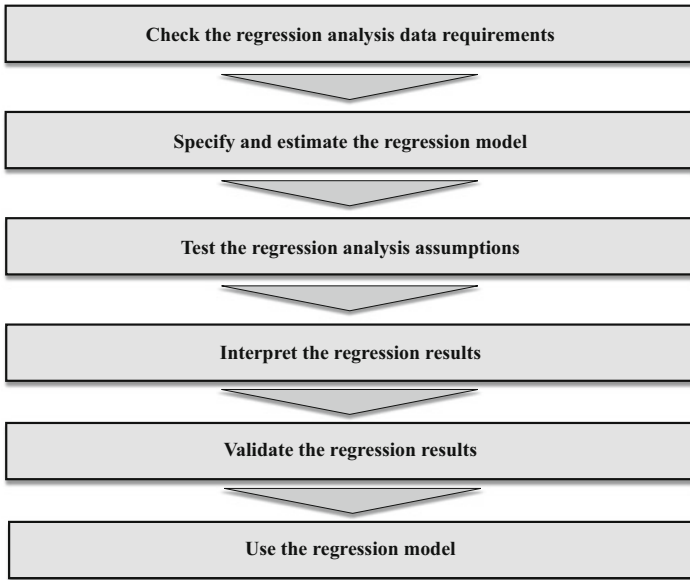 Check the regression analysis data requirements
Specify and estimate the regression model
Test the regression analysis assumptions
Interpret the regression results
Validate the regression results
Use the regression model